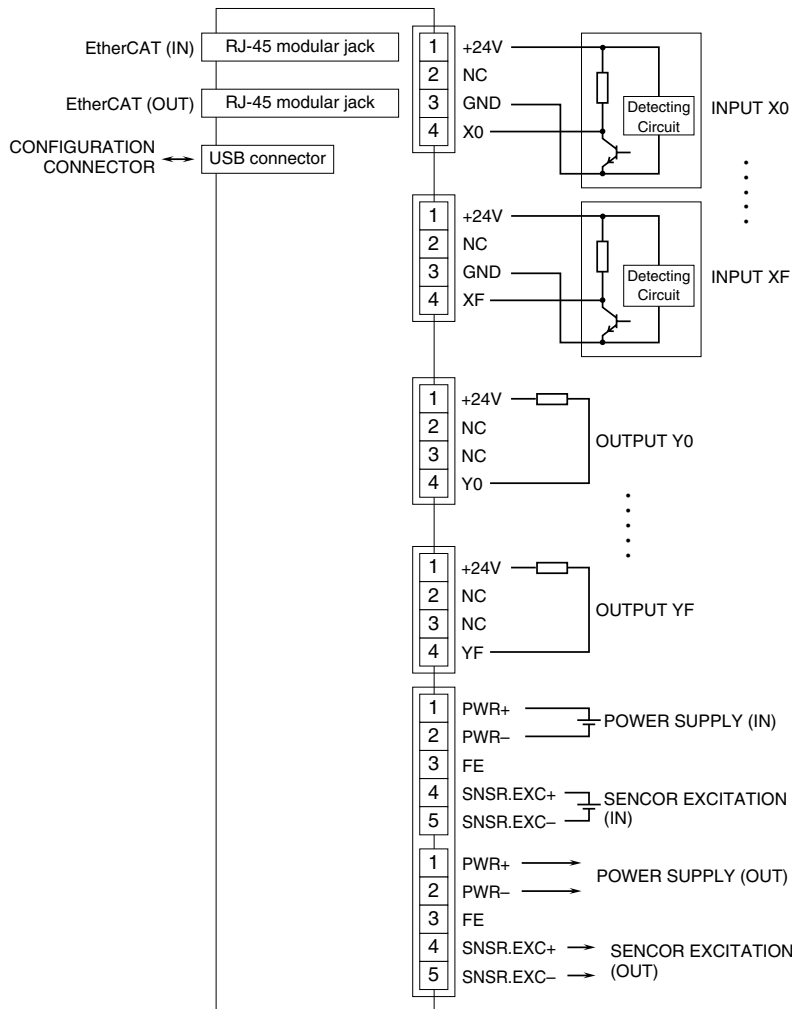 EtherCAT (IN)
RJ-45 modular jack
EtherCAT (OUT)
RJ-45 modular jack
CONFIGURATION
CONNECTOR
USB connector
1 +24V
2 NC
3 GND
4 X0
Detecting
Circuit
INPUT X0
1 +24V
2 NC
3 GND
4 XF
Detecting
Circuit
INPUT XF
1 +24V
2 NC
3 NC
4 Y0
OUTPUT Y0
1 +24V
2 NC
3 NC
4 YF
OUTPUT YF
1 PWR+
2 PWR–
3 FE
4 SNSR.EXC+
5 SNSR.EXC–
POWER SUPPLY (IN)
SENCOR EXCITATION
(IN)
1 PWR+
2 PWR–
3 FE
4 SNSR.EXC+
5 SNSR.EXC–
POWER SUPPLY (OUT)
SENCOR EXCITATION
(OUT)